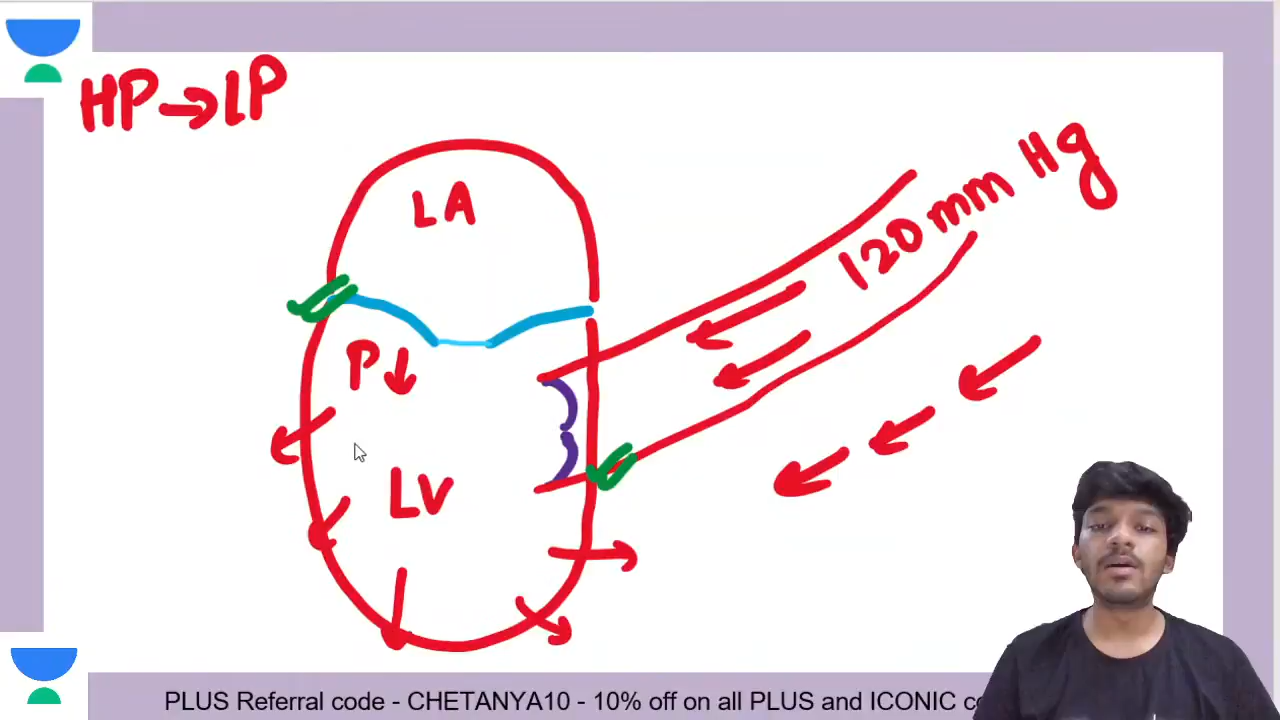 HP→LP
LA
120 mm Hg
P↓
LV
PLUS Referral code - CHETANYA10 - 10% off on all PLUS and ICONIC